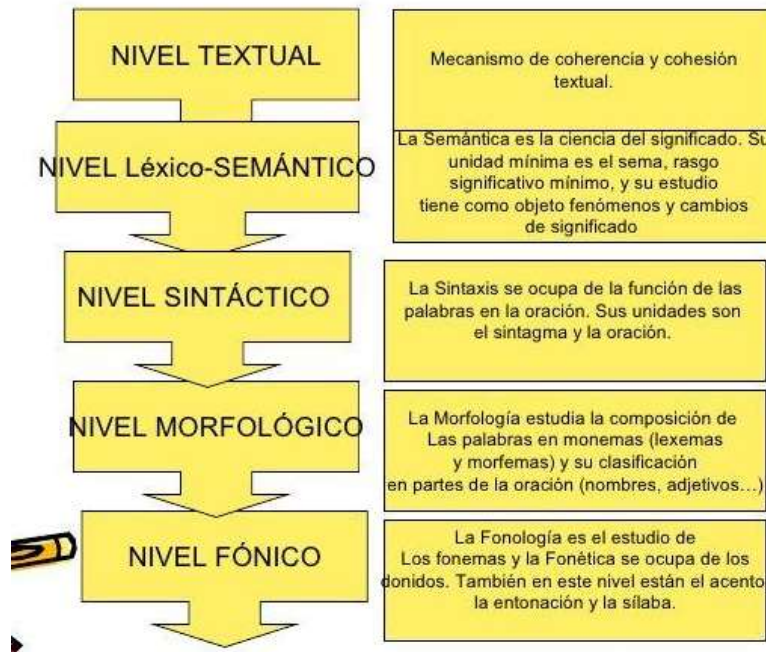 NIVEL TEXTUAL
Mecanismo de coherencia y cohesión
textual.
NIVEL Léxico-SEMÁNTICO
La Semántica es la ciencia del significado. Su
unidad mínima es el sema, rasgo
significativo mínimo, y su estudio
tiene como objeto fenómenos y cambios
de significado
NIVEL SINTÁCTICO
La Sintaxis se ocupa de la función de las
palabras en la oración. Sus unidades son
el sintagma y la oración.
NIVEL MORFOLÓGICO
La Morfología estudia la composición de
Las palabras en monemas (lexemas
y morfemas) y su clasificación
en partes de la oración (nombres, adjetivos…)
NIVEL FÓNICO
La Fonología es el estudio de
Los fonemas y la Fonètica se ocupa de los
donidos. También en este nivel están el acento
la entonación y la sílaba.